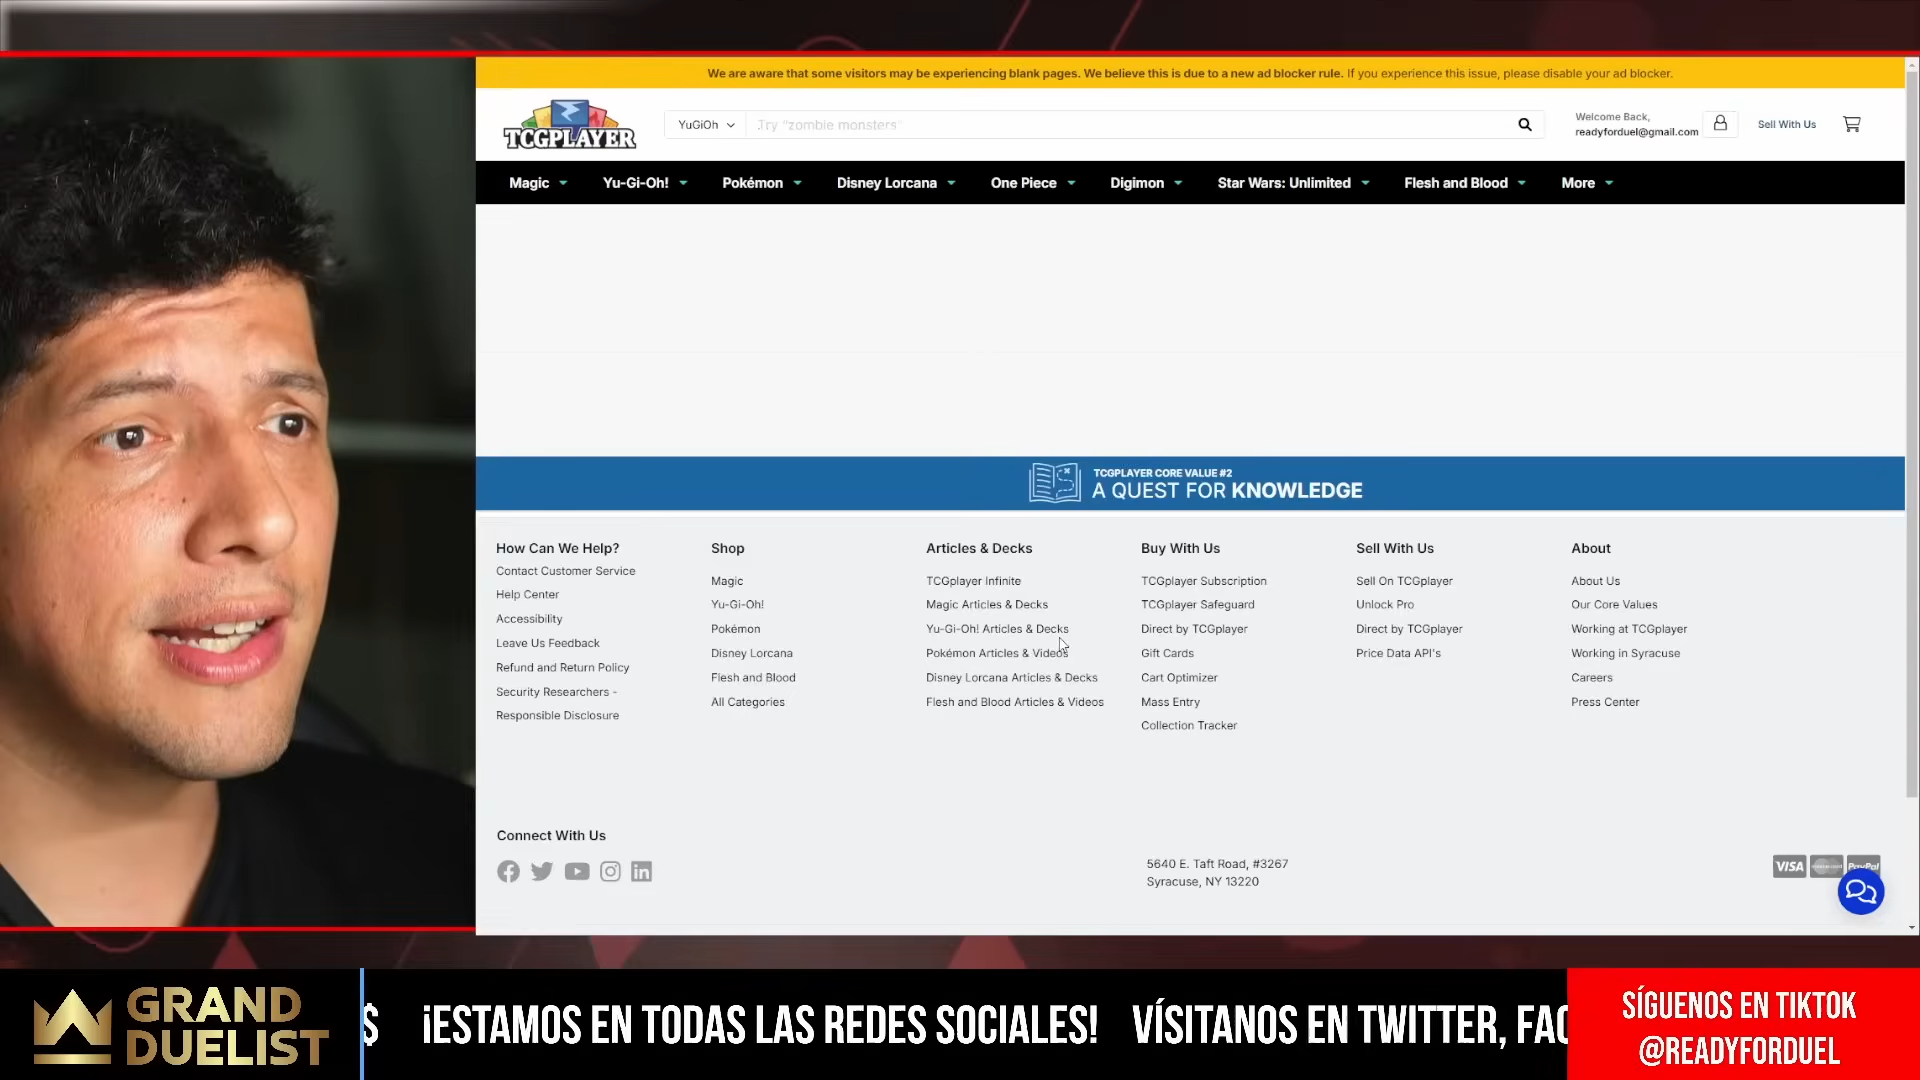 We are aware that some visitors may be experiencing blank pages. We believe this is due to a new ad blocker rule. If you experience this issue, please disable your ad blocker.
TCGPLAYER
YuGiOh
Try "zombie monsters"
Welcome Back,
readyforduel@gmail.com
Sell With Us
Magic
Yu-Gi-Oh!
Pokémon
Disney Lorcana
One Piece
Digimon
Star Wars: Unlimited
Flesh and Blood
More
TCGPLAYER CORE VALUE #2
A QUEST FOR KNOWLEDGE
How Can We Help?
Contact Customer Service
Help Center
Accessibility
Leave Us Feedback
Refund and Return Policy
Security Researchers -
Responsible Disclosure
Shop
Magic
Yu-Gi-Oh!
Pokémon
Disney Lorcana
Flesh and Blood
All Categories
Articles & Decks
TCGplayer Infinite
Magic Articles & Decks
Yu-Gi-Oh! Articles & Decks
Pokémon Articles & Videos
Disney Lorcana Articles & Decks
Flesh and Blood Articles & Videos
Buy With Us
TCGplayer Subscription
TCGplayer Safeguard
Direct by TCGplayer
Gift Cards
Cart Optimizer
Mass Entry
Collection Tracker
Sell With Us
Sell On TCGplayer
Unlock Pro
Direct by TCGplayer
Price Data API's
About
About Us
Our Core Values
Working at TCGplayer
Working in Syracuse
Careers
Press Center
Connect With Us
5640 E. Taft Road, #3267
Syracuse, NY 13220
VISA
PayPal
GRAND
DUELIST
$ ¡ESTAMOS EN TODAS LAS REDES SOCIALES! VÍSITANOS EN TWITTER, FAC
SÍGUENOS EN TIKTOK
@READYFORDUEL